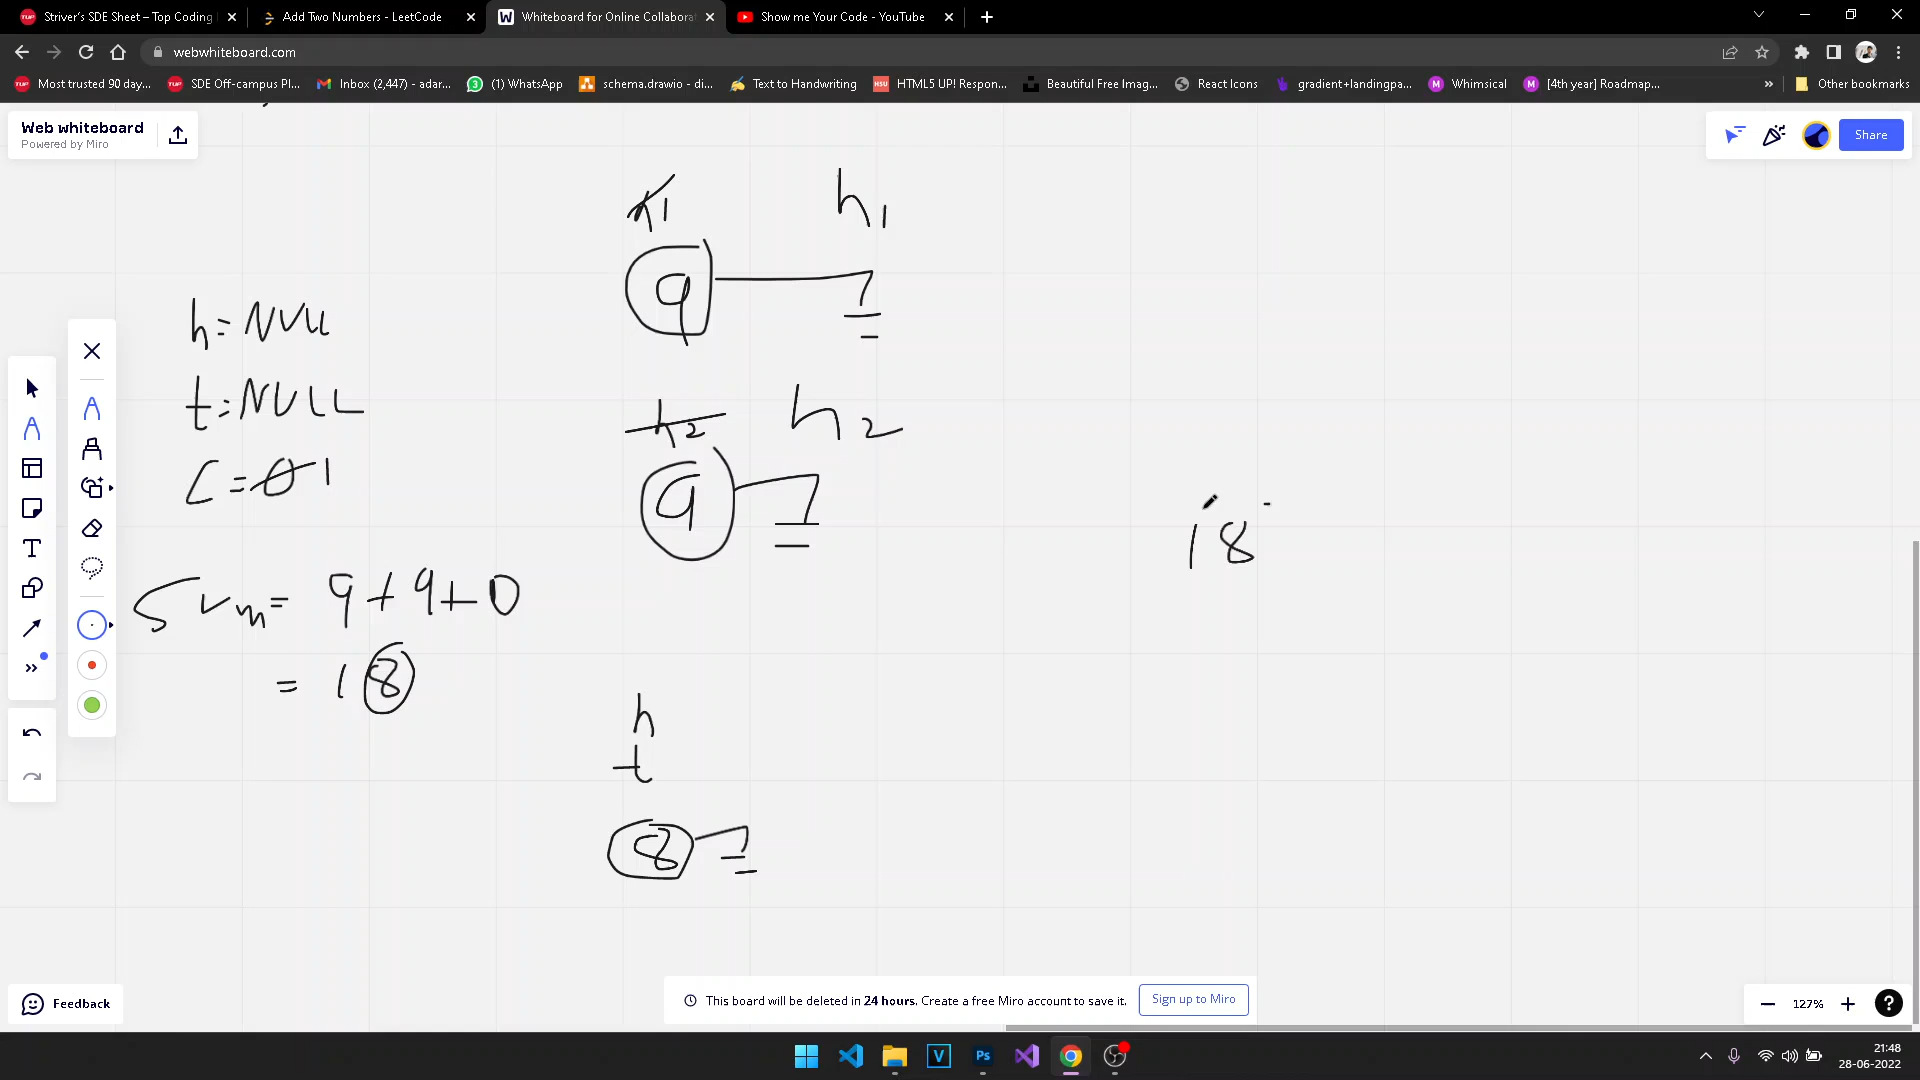 Striver's SDE Sheet – Top Coding
Add Two Numbers - LeetCode
Whiteboard for Online Collabora
Show me Your Code - YouTube
webwhiteboard.com
Most trusted 90 day...
SDE Off-campus Pl...
Inbox (2,447) - adar...
(1) WhatsApp
schema.drawio - di...
Text to Handwriting
HTML5 UP! Respon...
Beautiful Free Imag...
React Icons
gradient+landingpa...
Whimsical
[4th year] Roadmap...
»
Other bookmarks
Web whiteboard
Powered by Miro
Share
h1
h1
9
h = NULL
t = NULL
h2
h2
c = 0 1
9
18
Sum = 9 + 9 + 0
= 18
h
t
8
Feedback
This board will be deleted in 24 hours. Create a free Miro account to save it.
Sign up to Miro
127%
21:48
28-06-2022